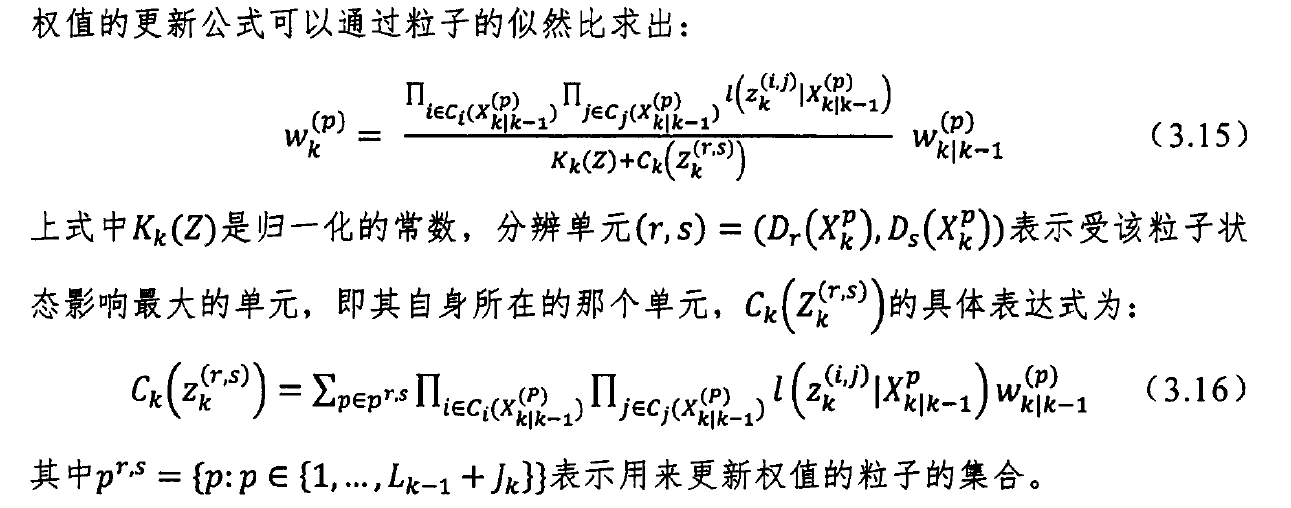 权值的更新公式可以通过粒子的似然比求出：
$w_k^{(p)} = \frac{\prod_{i \in C_i(X_{k|k-1}^{(p)})} \prod_{j \in C_j(X_{k|k-1}^{(p)})} l\left(z_k^{(i,j)}|X_{k|k-1}^{(p)}\right)}{K_k(Z)+C_k\left(Z_k^{(r,s)}\right)} w_{k|k-1}^{(p)}$ （3.15）
上式中$K_k(Z)$是归一化的常数，分辨单元$(r,s) = (D_r(X_k^p),D_s(X_k^p))$表示受该粒子状
态影响最大的单元，即其自身所在的那个单元，$C_k\left(Z_k^{(r,s)}\right)$的具体表达式为：
$C_k\left(z_k^{(r,s)}\right) = \sum_{p \in p^{r,s}} \prod_{i \in C_i(X_{k|k-1}^{(P)})} \prod_{j \in C_j(X_{k|k-1}^{(P)})} l\left(z_k^{(i,j)}|X_{k|k-1}^{p}\right) w_{k|k-1}^{(p)}$ （3.16）
其中$p^{r,s} = \{p: p \in \{1, \ldots, L_{k-1} + J_k\}\}$表示用来更新权值的粒子的集合。